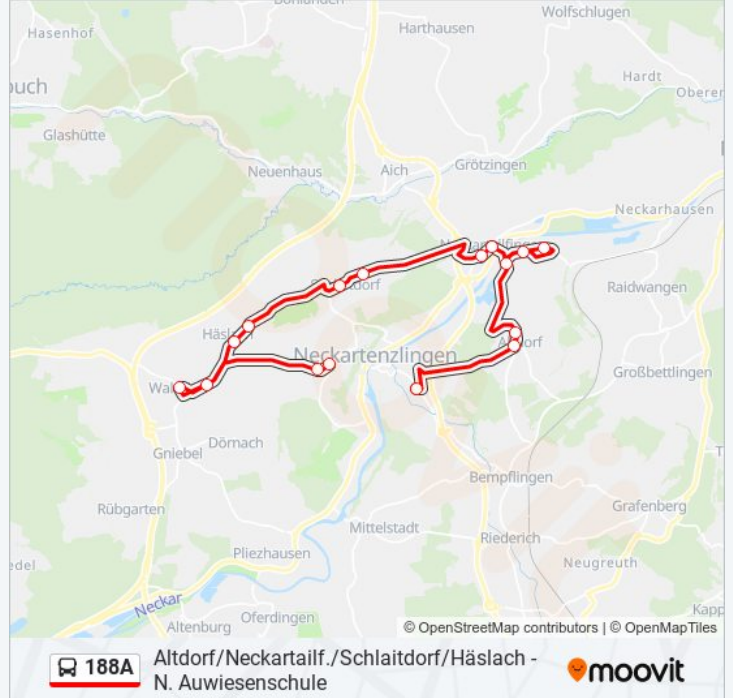 Hasenhof
Harthausen
Wolfschlugen
Hardt
Glashütte
Neuenhaus
Aich
Grötzingen
Neckarhausen
Raidwangen
Neckartenzlingen
Großbettlingen
Gniebel
Dörnach
Bempflingen
Rübgarten
Grafenberg
Mittelstadt
Riederich
Pliezhausen
Neugreuth
Neckar
Oferdingen
Altenburg
© OpenStreetMap contributors | © OpenMapTiles
188A
Altdorf/Neckartailf./Schlaitdorf/Häslach -
N. Auwiesenschule
moovit